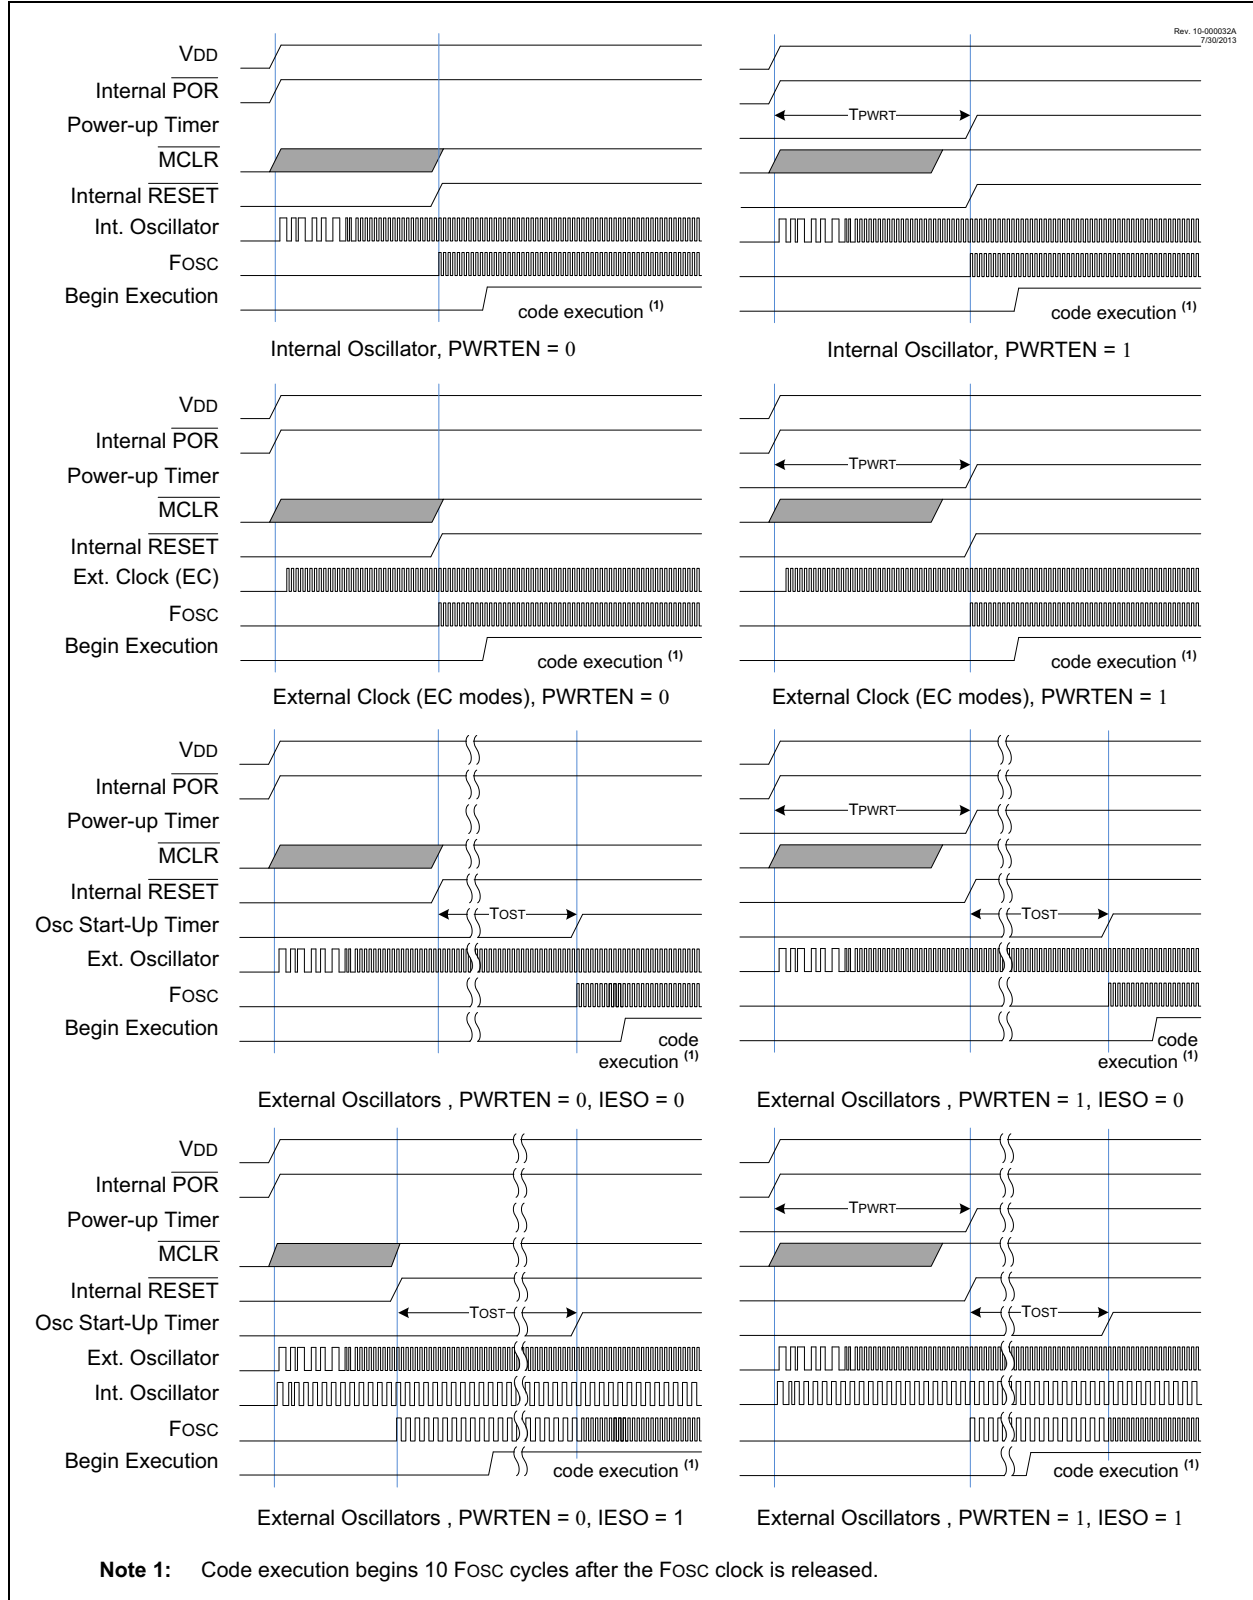 Rev. 10-000032A
7/30/2013
VDD
Internal POR
Power-up Timer
TPWRT
MCLR
Internal RESET
Int. Oscillator
FOSC
Begin Execution
code execution (1)
code execution (1)
Internal Oscillator, PWRTEN = 0
Internal Oscillator, PWRTEN = 1
VDD
Internal POR
Power-up Timer
TPWRT
MCLR
Internal RESET
Ext. Clock (EC)
FOSC
Begin Execution
code execution (1)
code execution (1)
External Clock (EC modes), PWRTEN = 0
External Clock (EC modes), PWRTEN = 1
VDD
Internal POR
Power-up Timer
TPWRT
MCLR
Internal RESET
Osc Start-Up Timer
TOST
TOST
Ext. Oscillator
FOSC
Begin Execution
code
execution (1)
code
execution (1)
External Oscillators , PWRTEN = 0, IESO = 0
External Oscillators , PWRTEN = 1, IESO = 0
VDD
Internal POR
Power-up Timer
TPWRT
MCLR
Internal RESET
Osc Start-Up Timer
TOST
TOST
Ext. Oscillator
Int. Oscillator
FOSC
Begin Execution
code execution (1)
code execution (1)
External Oscillators , PWRTEN = 0, IESO = 1
External Oscillators , PWRTEN = 1, IESO = 1
Note 1: Code execution begins 10 FOSC cycles after the FOSC clock is released.